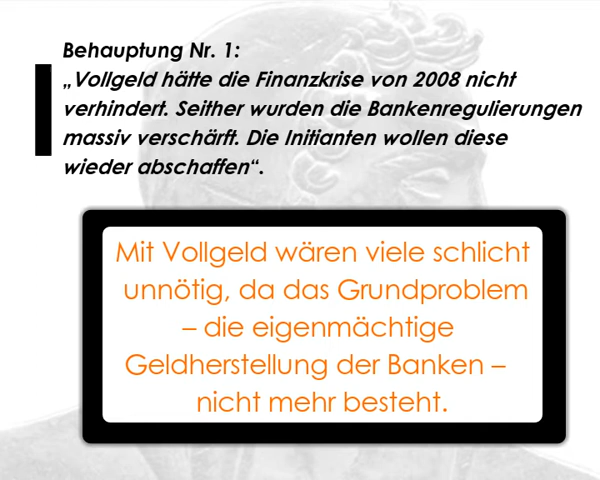 Behauptung Nr. 1:
„Vollgeld hätte die Finanzkrise von 2008 nicht
verhindert. Seither wurden die Bankenregulierungen
massiv verschärft. Die Initianten wollen diese
wieder abschaffen“.
Mit Vollgeld wären viele schlicht
unnötig, da das Grundproblem
– die eigenmächtige
Geldherstellung der Banken –
nicht mehr besteht.